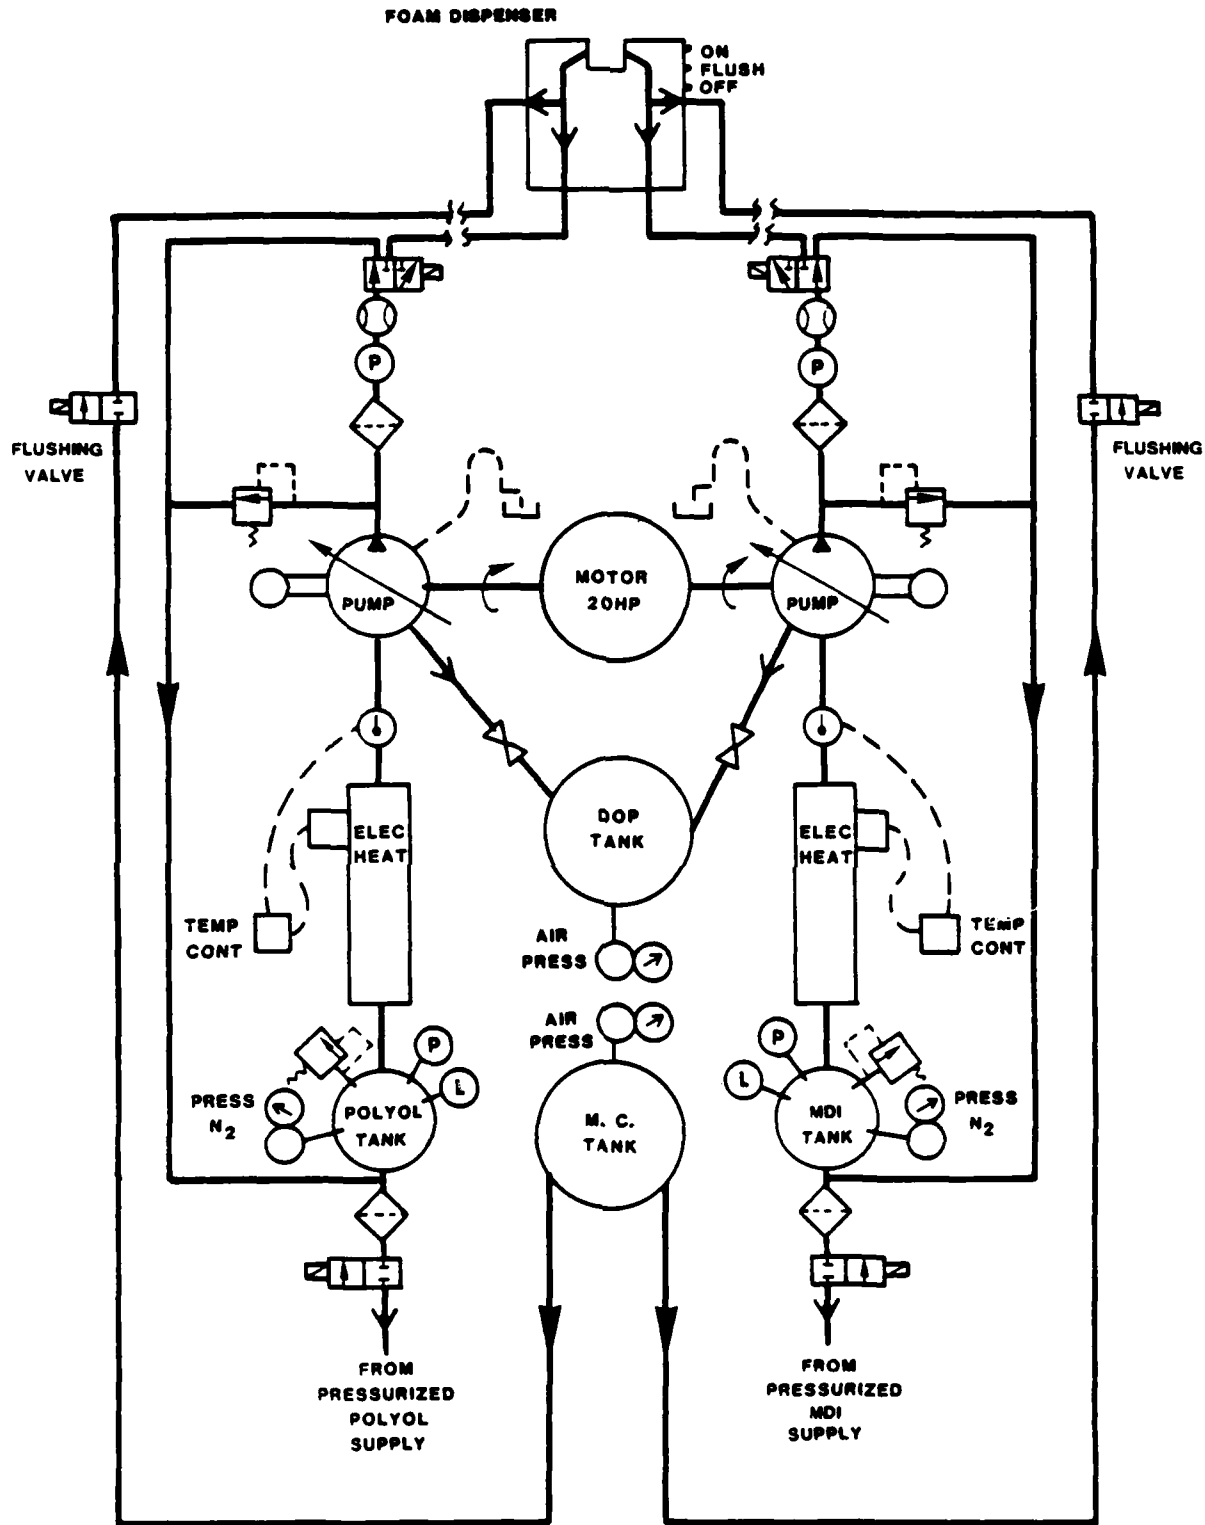 FOAM DISPENSER
ON
FLUSH
OFF
P
P
FLUSHING
VALVE
FLUSHING
VALVE
MOTOR
20HP
PUMP
PUMP
ELEC
HEAT
DOP
TANK
ELEC
HEAT
TEMP
CONT
TEMP
CONT
AIR
PRESS
AIR
PRESS
P
L
P
L
PRESS
N2
POLYOL
TANK
M. C.
TANK
MDI
TANK
PRESS
N2
FROM
PRESSURIZED
POLYOL
SUPPLY
FROM
PRESSURIZED
MDI
SUPPLY